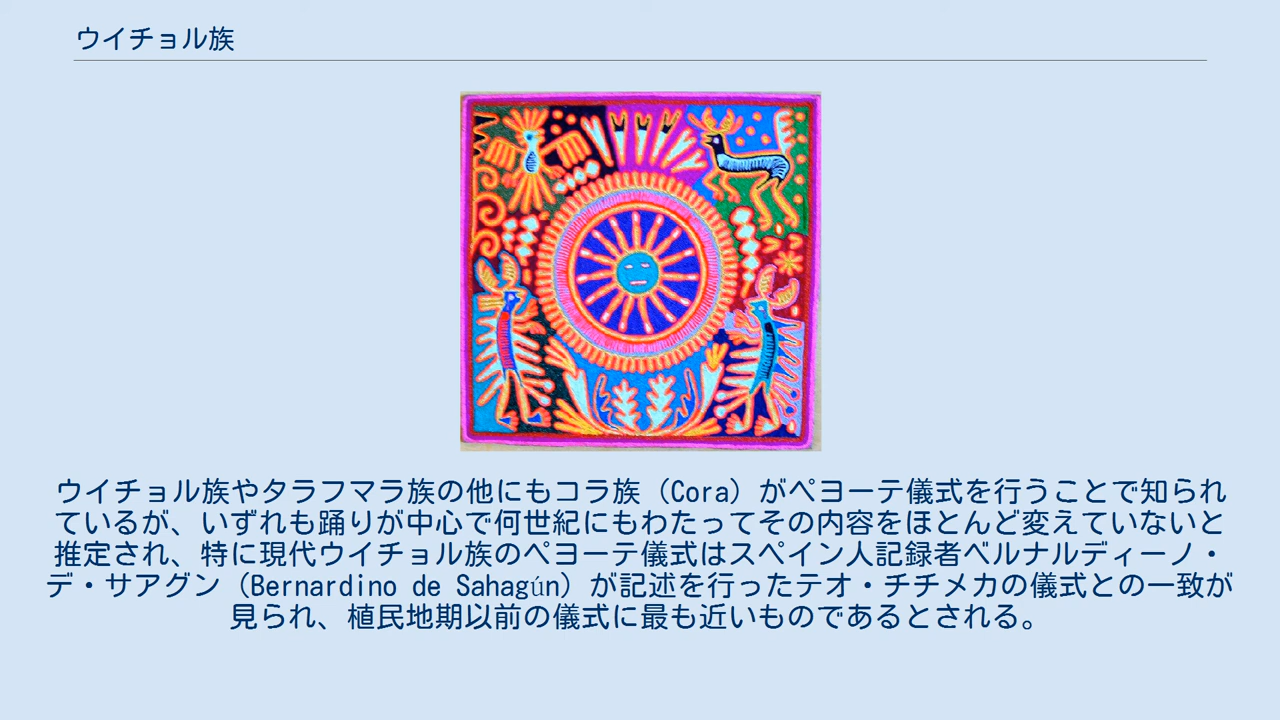 ウイチョル族
ウイチョル族やタラフマラ族の他にもコラ族（Cora）がペヨーテ儀式を行うことで知られ
ているが、いずれも踊りが中心で何世紀にもわたってその内容をほとんど変えていないと
推定され、特に現代ウイチョル族のペヨーテ儀式はスペイン人記録者ベルナルディーノ・
デ・サアグン（Bernardino de Sahagún）が記述を行ったテオ・チチメカの儀式との一致が
見られ、植民地期以前の儀式に最も近いものであるとされる。